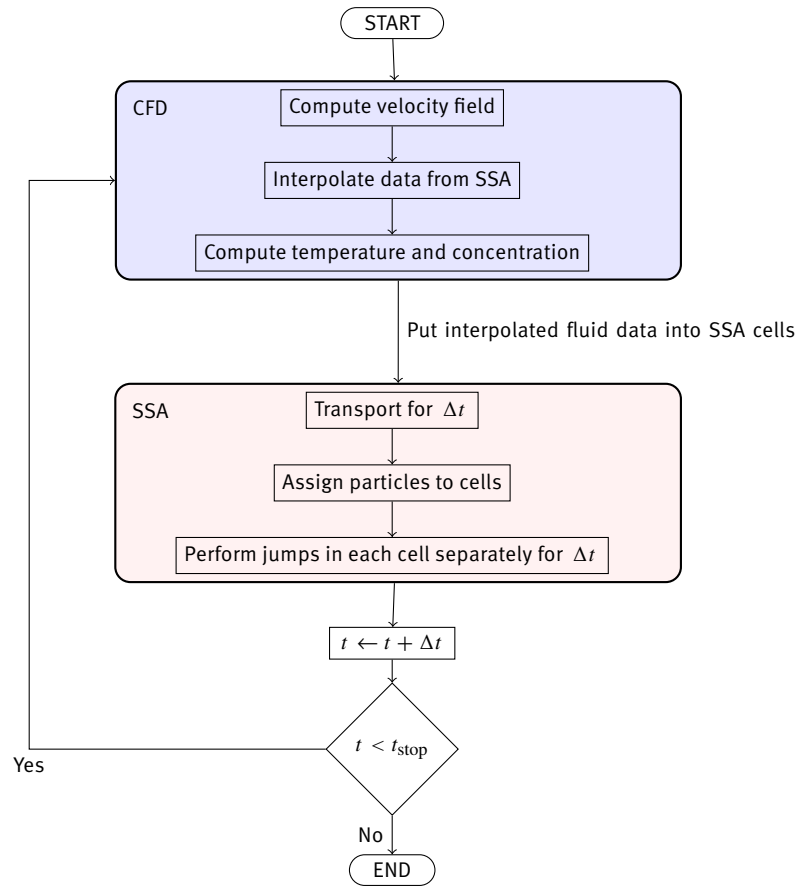 START
CFD
Compute velocity field
Interpolate data from SSA
Compute temperature and concentration
Put interpolated fluid data into SSA cells
SSA
Transport for Δt
Assign particles to cells
Perform jumps in each cell separately for Δt
t ← t + Δt
t < t_stop
Yes
No
END